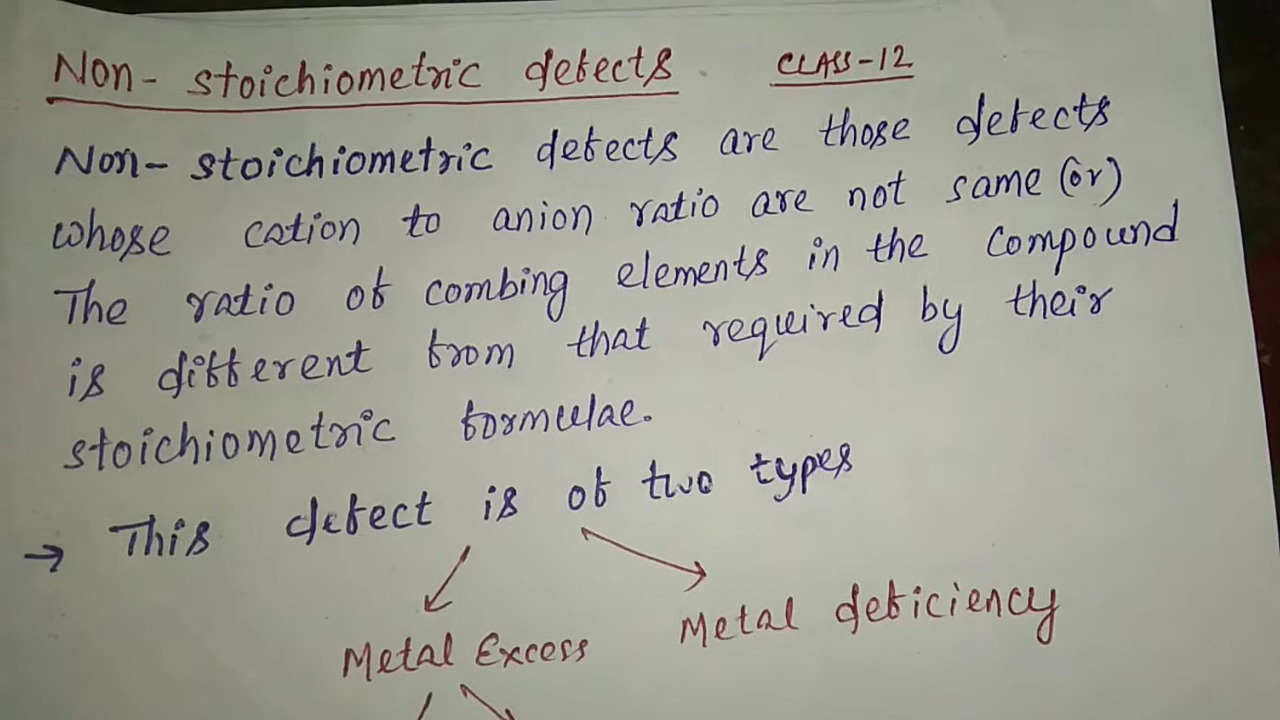 Non- stoichiometric defects. CLASS-12
Non- stoichiometric defects are those defects
whose cation to anion ratio are not same (or)
The ratio of combing elements in the compound
is different from that required by their
stoichiometric formulae.
→ This defect is of two types
Metal Excess Metal deficiency